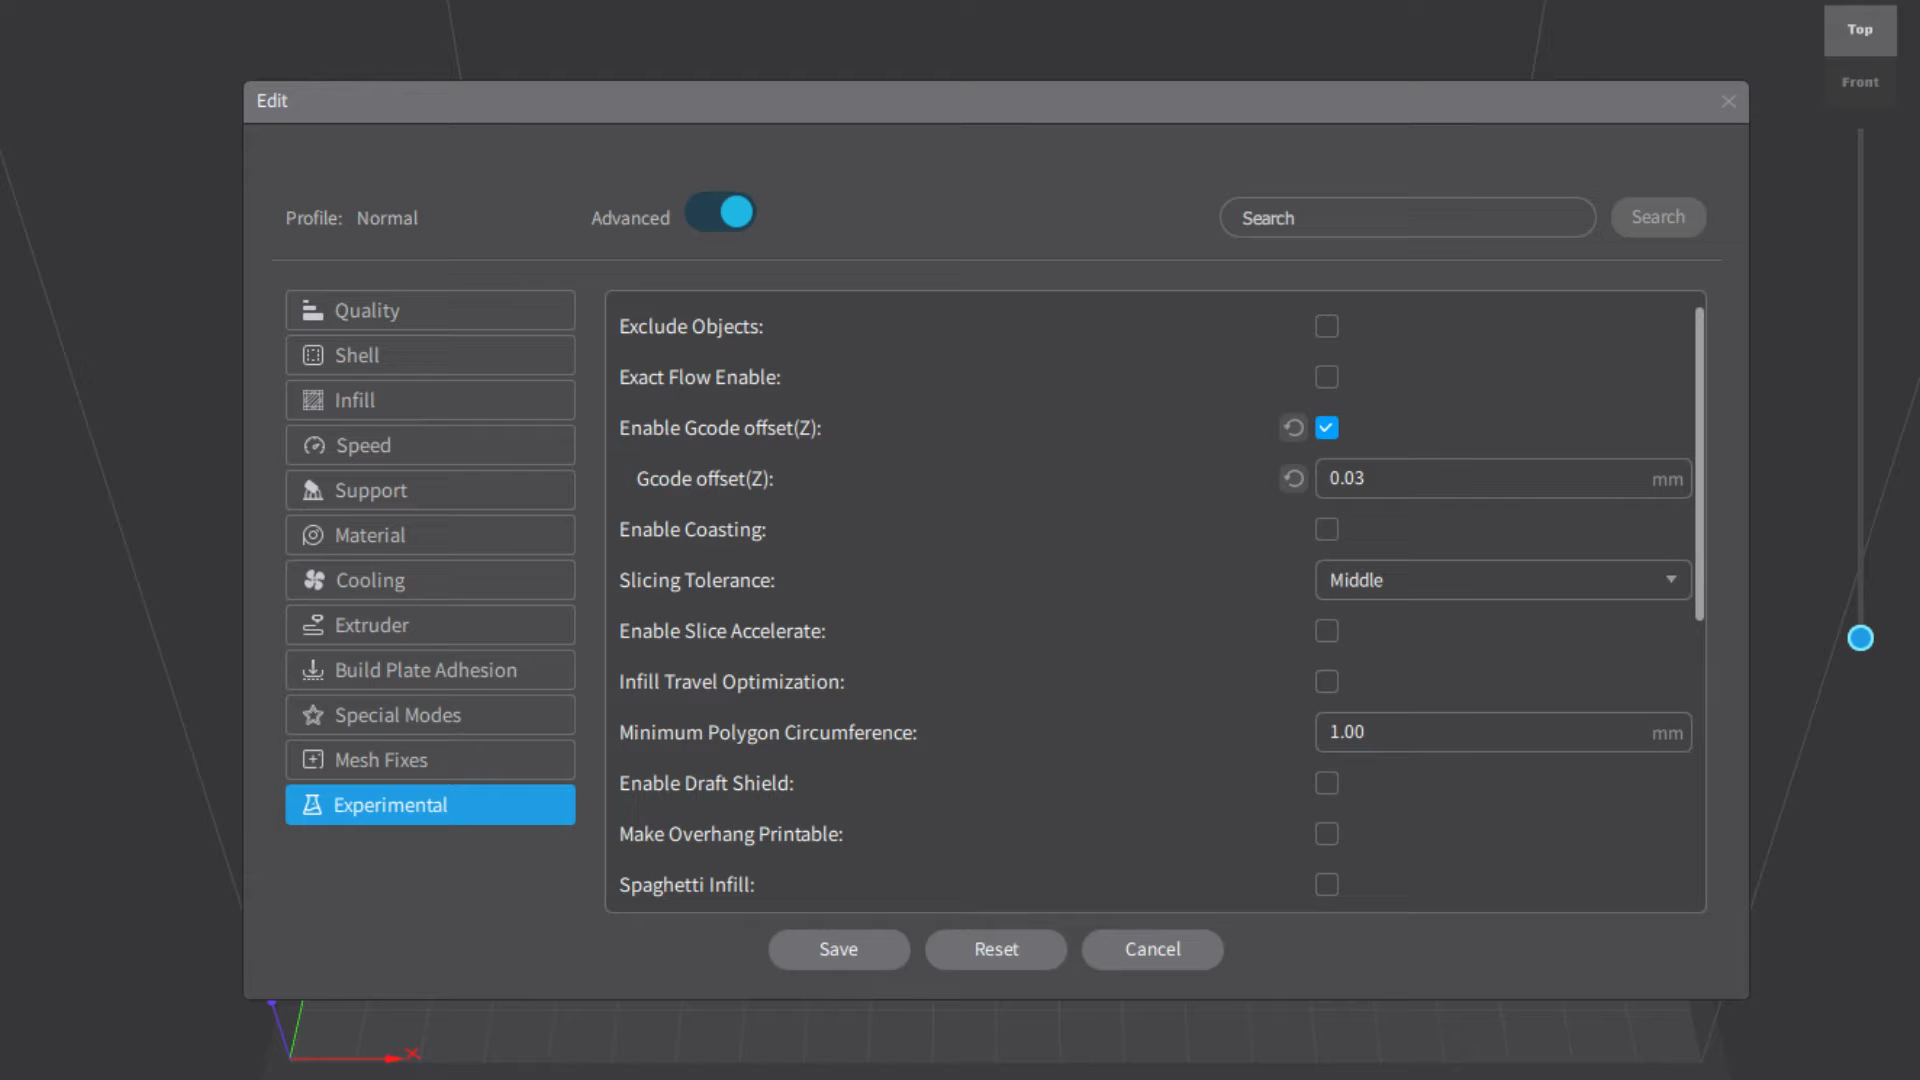 Top
Front
Edit
Profile: Normal
Advanced
Search
Search
Quality
Shell
Infill
Speed
Support
Material
Cooling
Extruder
Build Plate Adhesion
Special Modes
Mesh Fixes
Experimental
Exclude Objects:
Exact Flow Enable:
Enable Gcode offset(Z):
Gcode offset(Z): 0.03 mm
Enable Coasting:
Slicing Tolerance: Middle
Enable Slice Accelerate:
Infill Travel Optimization:
Minimum Polygon Circumference: 1.00 mm
Enable Draft Shield:
Make Overhang Printable:
Spaghetti Infill:
Save
Reset
Cancel
X